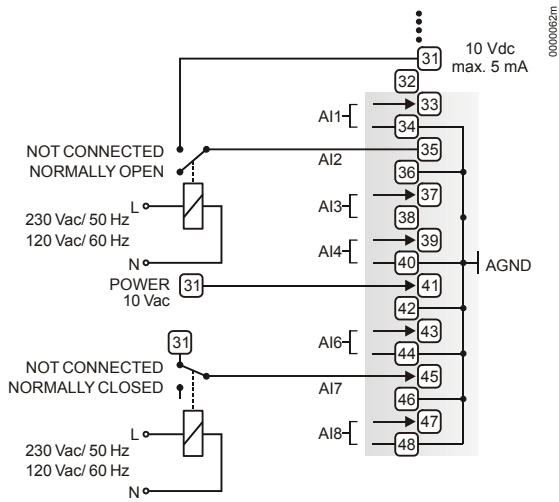 0000062m
31
10 Vdc
max. 5 mA
32
33
AI1
34
NOT CONNECTED
NORMALLY OPEN
35
AI2
36
L
230 Vac/ 50 Hz
120 Vac/ 60 Hz
N
37
AI3
38
39
AI4
40
AGND
POWER
10 Vac
31
41
42
43
AI6
44
31
NOT CONNECTED
NORMALLY CLOSED
45
AI7
46
L
230 Vac/ 50 Hz
120 Vac/ 60 Hz
N
47
AI8
48